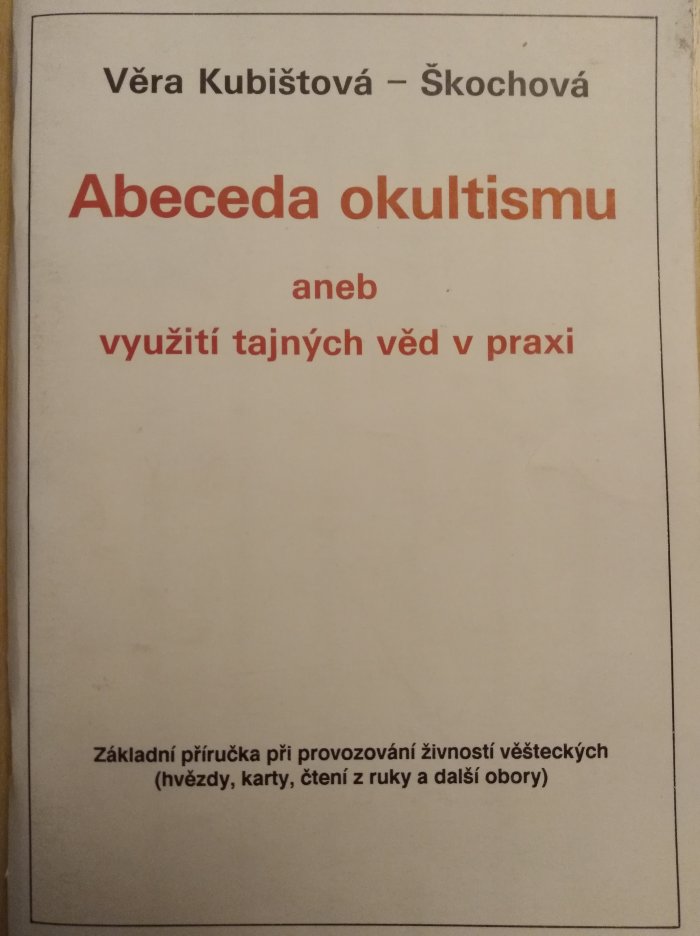 Věra Kubištová – Škochová
Abeceda okultismu
aneb
využití tajných věd v praxi
Základní příručka při provozování živností věšteckých
(hvězdy, karty, čtení z ruky a další obory)